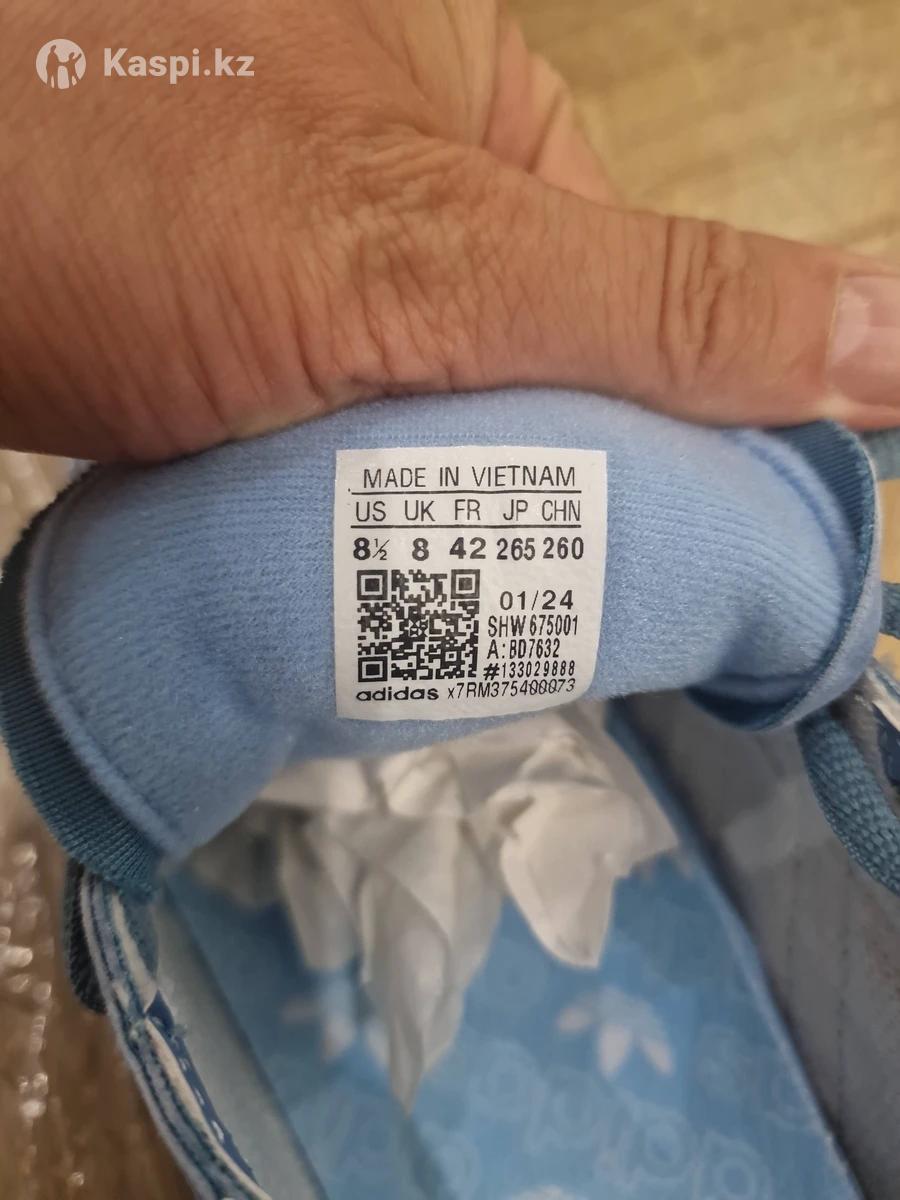 Kaspi.kz
MADE IN VIETNAM
US UK FR JP CHN
8½ 8 42 265 260
01/24
SHW 675001
A: BD7632
#133029888
adidas x7RM375400073